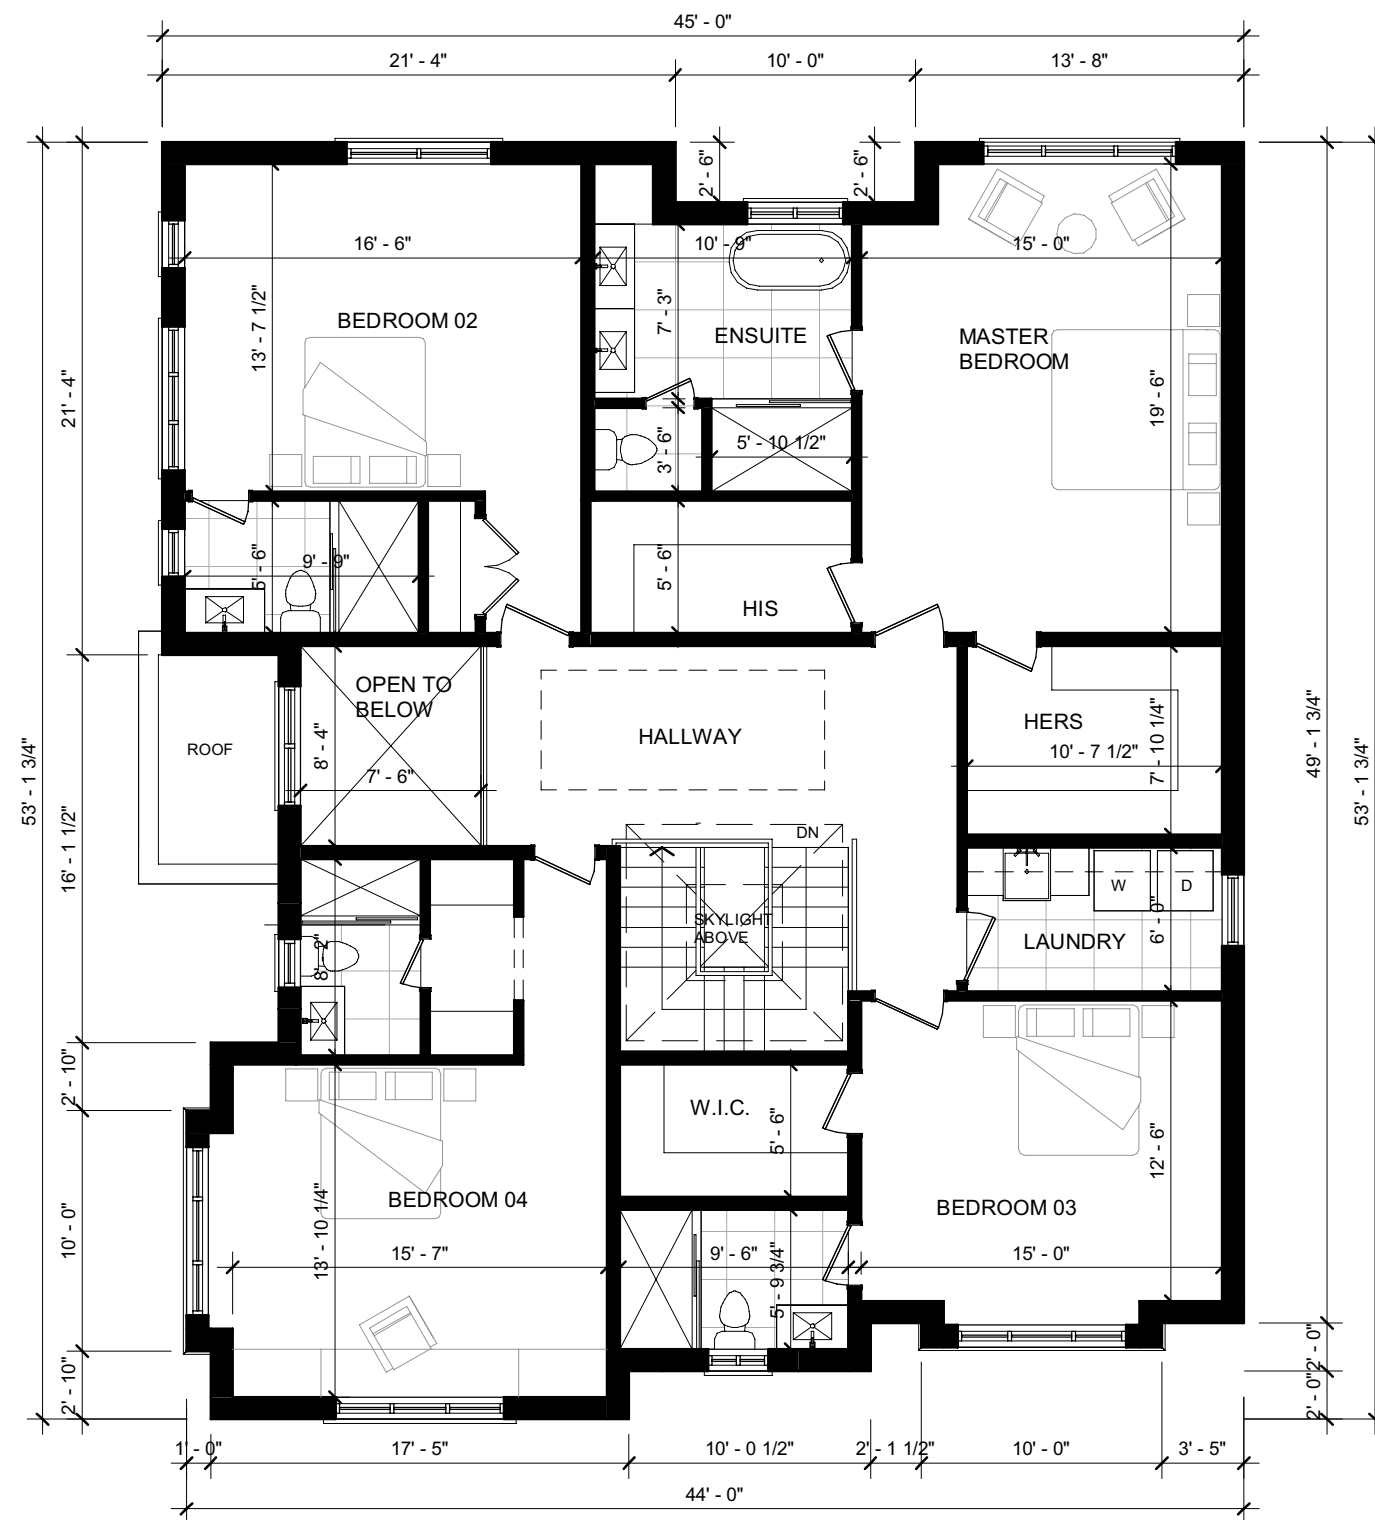 45' - 0"
21' - 4"
10' - 0"
13' - 8"
2' - 6"
2' - 6"
16' - 6"
10' - 9"
15' - 0"
13' - 7 1/2"
7' - 3"
BEDROOM 02
ENSUITE
MASTER
BEDROOM
21' - 4"
19' - 6"
3' - 6"
5' - 10 1/2"
5' - 6"
9' - 9"
5' - 6"
HIS
OPEN TO
BELOW
ROOF
8' - 4"
7' - 6"
HALLWAY
HERS
10' - 7 1/2"
7' - 10 1/4"
53' - 1 3/4"
49' - 1 3/4"
53' - 1 3/4"
16' - 1 1/2"
DN
SKYLIGHT
ABOVE
W
D
6' - 0"
LAUNDRY
8' - 2"
2' - 10"
W.I.C.
5' - 6"
12' - 6"
BEDROOM 04
BEDROOM 03
10' - 0"
13' - 10 1/4"
15' - 7"
9' - 6"
5' - 9 3/4"
15' - 0"
2' - 10"
2' - 0"
2' - 0"
1' - 0"
17' - 5"
10' - 0 1/2"
2' - 1 1/2"
10' - 0"
3' - 5"
44' - 0"